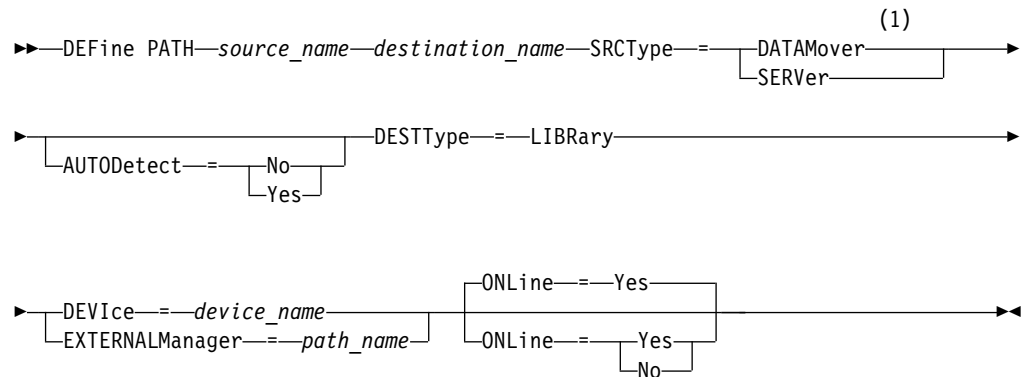 (1)
DEFine PATH source_name destination_name SRCType = DATAMover
SERVer
DESTType = LIBRary
AUTODetect = No
Yes
ONLine = Yes
DEVIce = device_name
EXTERNALManager = path_name ONLine = Yes
No